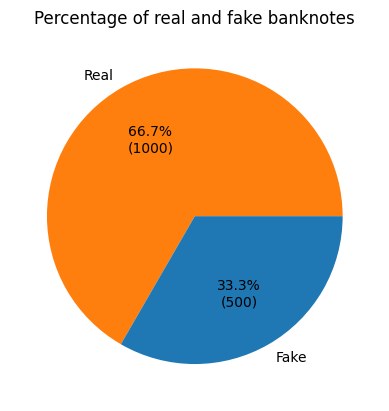 Percentage of real and fake banknotes
Real
66.7%
(1000)
33.3%
(500)
Fake